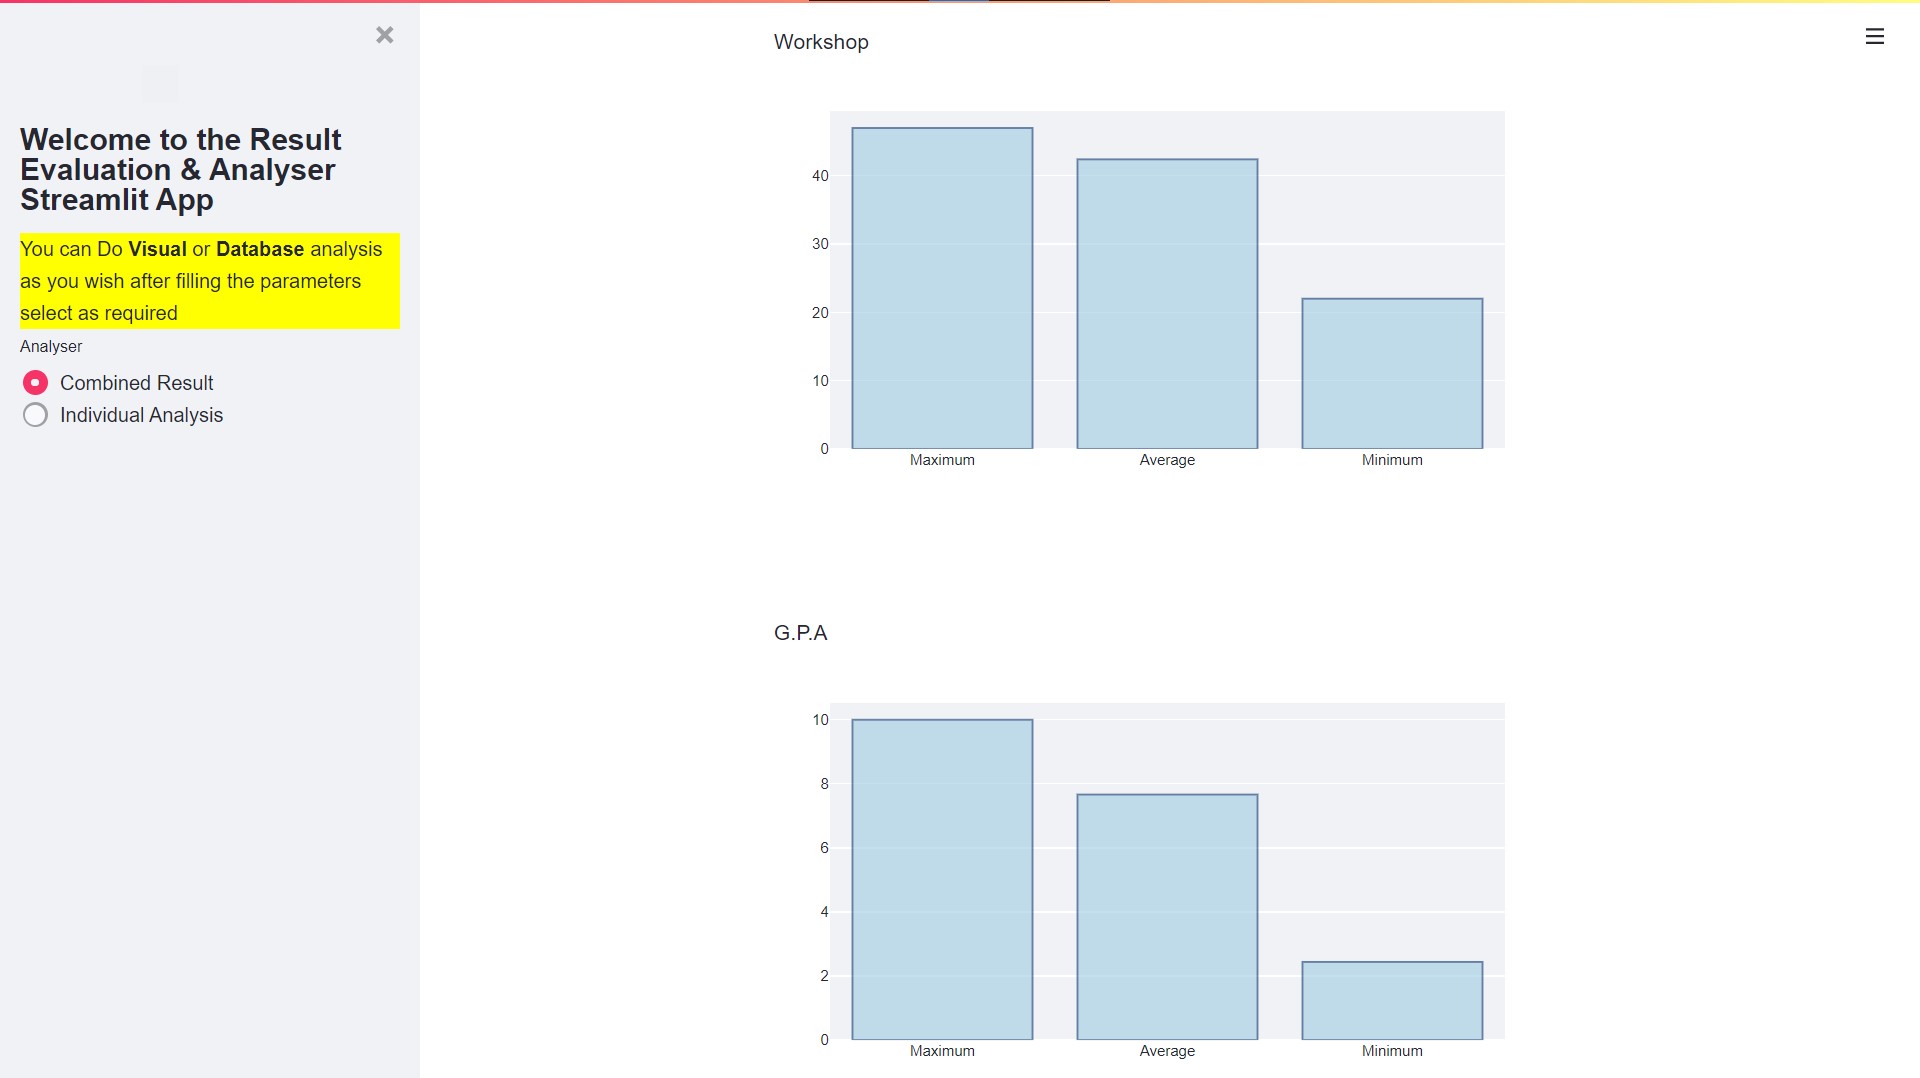 Welcome to the Result
Evaluation & Analyser
Streamlit App
You can Do Visual or Database analysis
as you wish after filling the parameters
select as required
Analyser
Combined Result
Individual Analysis
Workshop
40
30
20
10
0
Maximum Average Minimum
G.P.A
10
8
6
4
2
0
Maximum Average Minimum